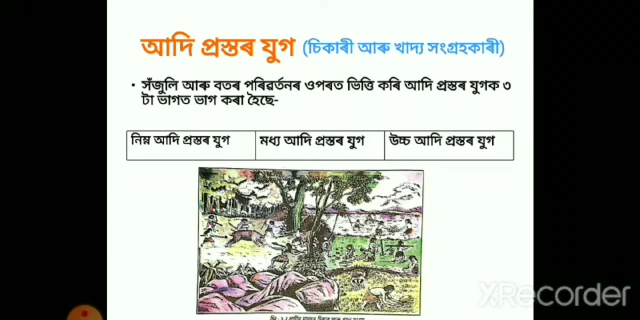 আদি প্ৰস্তৰ যুগ (চিকাৰী আৰু খাদ্য সংগ্ৰহকাৰী)
• সঁজুলি আৰু বতৰ পৰিৱৰ্তনৰ ওপৰত ভিত্তি কৰি আদি প্ৰস্তৰ যুগক ৩
টা ভাগত ভাগ কৰা হৈছে-
নিম্ন আদি প্ৰস্তৰ যুগ মধ্য আদি প্ৰস্তৰ যুগ উচ্চ আদি প্ৰস্তৰ যুগ
XRecorder